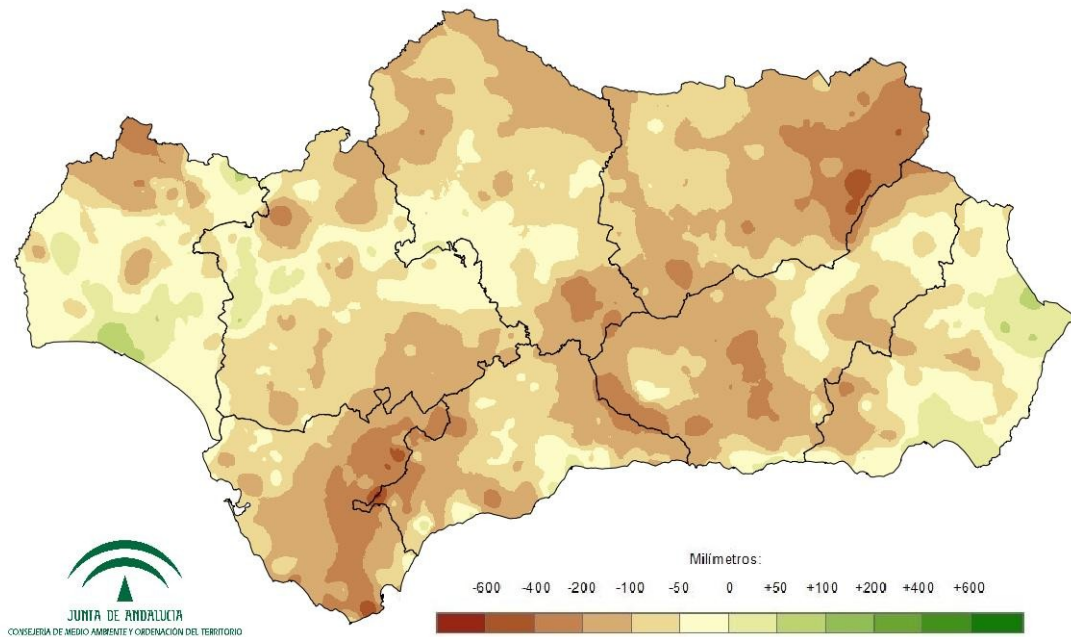 Milímetros:
-600 -400 -200 -100 -50 0 +50 +100 +200 +400 +600
JUNTA DE ANDALUCIA
CONSEJERIA DE MEDIO AMBIENTE Y ORDENACIÓN DEL TERRITORIO